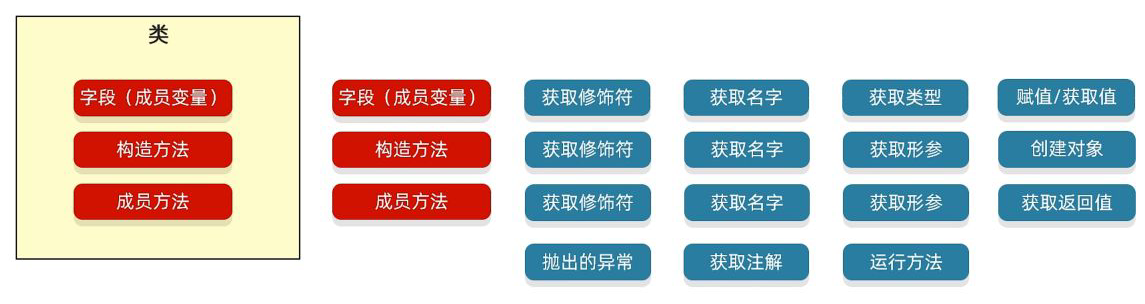 类
字段（成员变量）
构造方法
成员方法
字段（成员变量） 获取修饰符 获取名字 获取类型 赋值/获取值
构造方法 获取修饰符 获取名字 获取形参 创建对象
成员方法 获取修饰符 获取名字 获取形参 获取返回值
抛出的异常 获取注解 运行方法